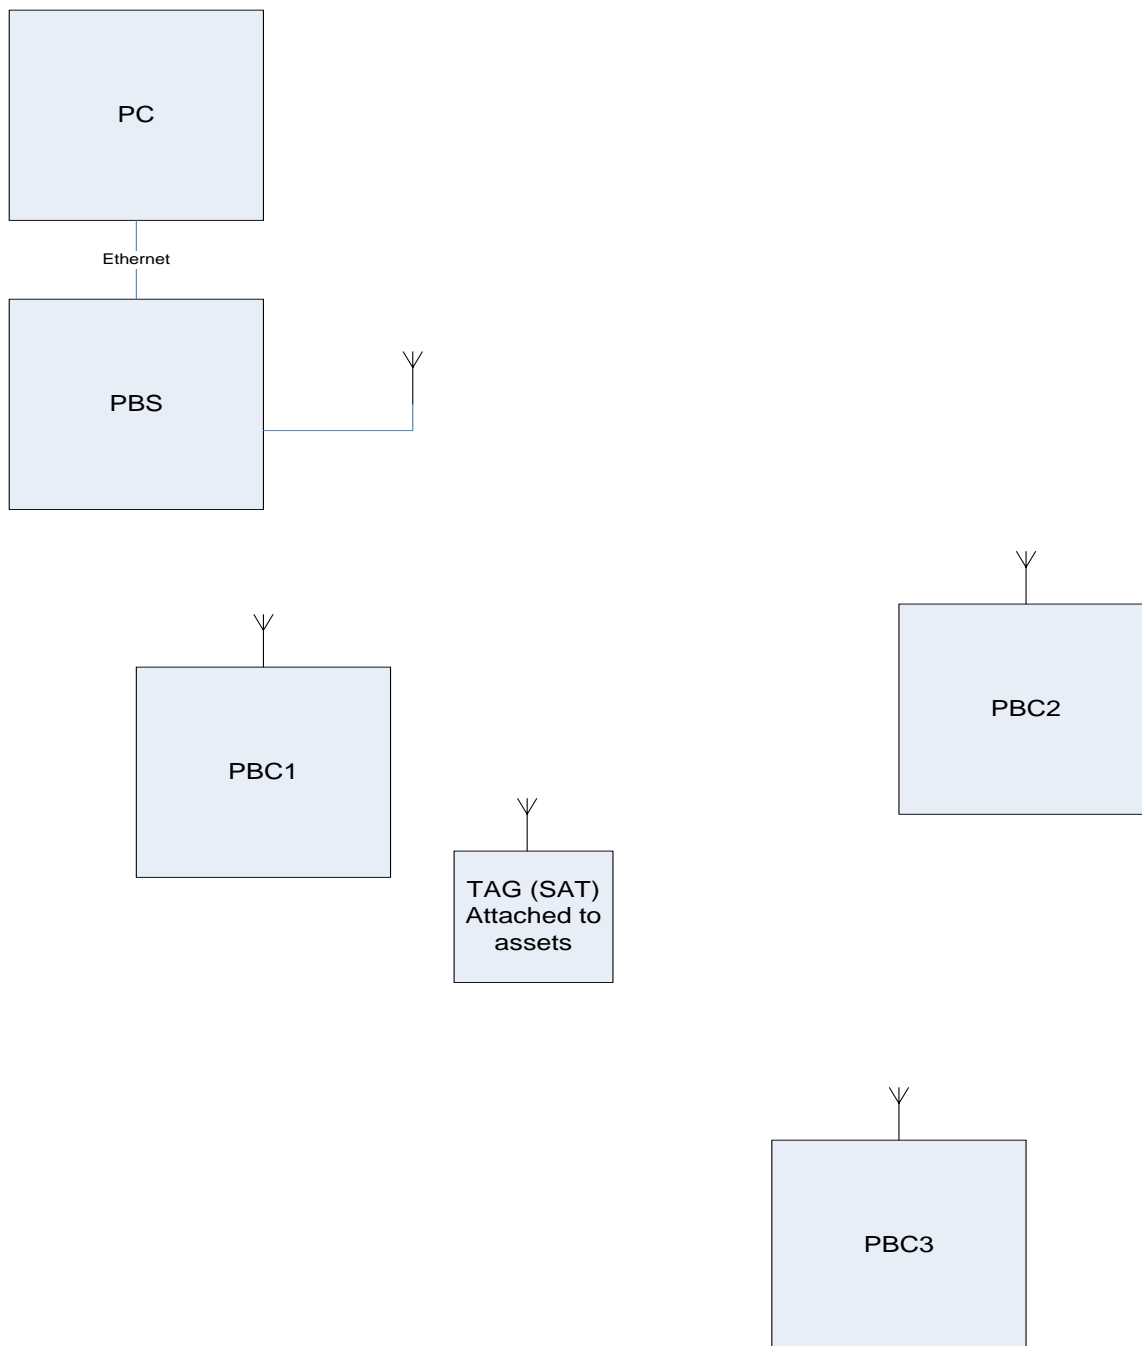 PC
Ethernet
PBS
PBC2
PBC1
TAG (SAT)
Attached to
assets
PBC3